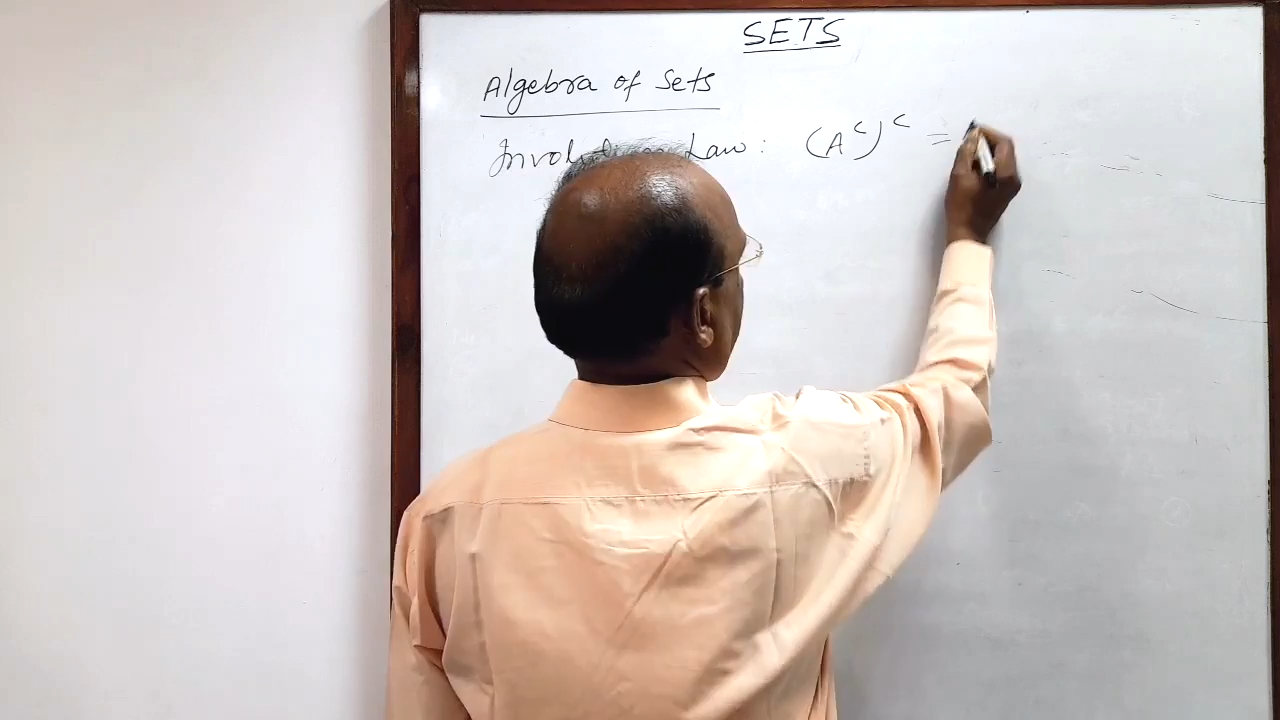 SETS
Algebra of Sets
Law : (A^c)^c =